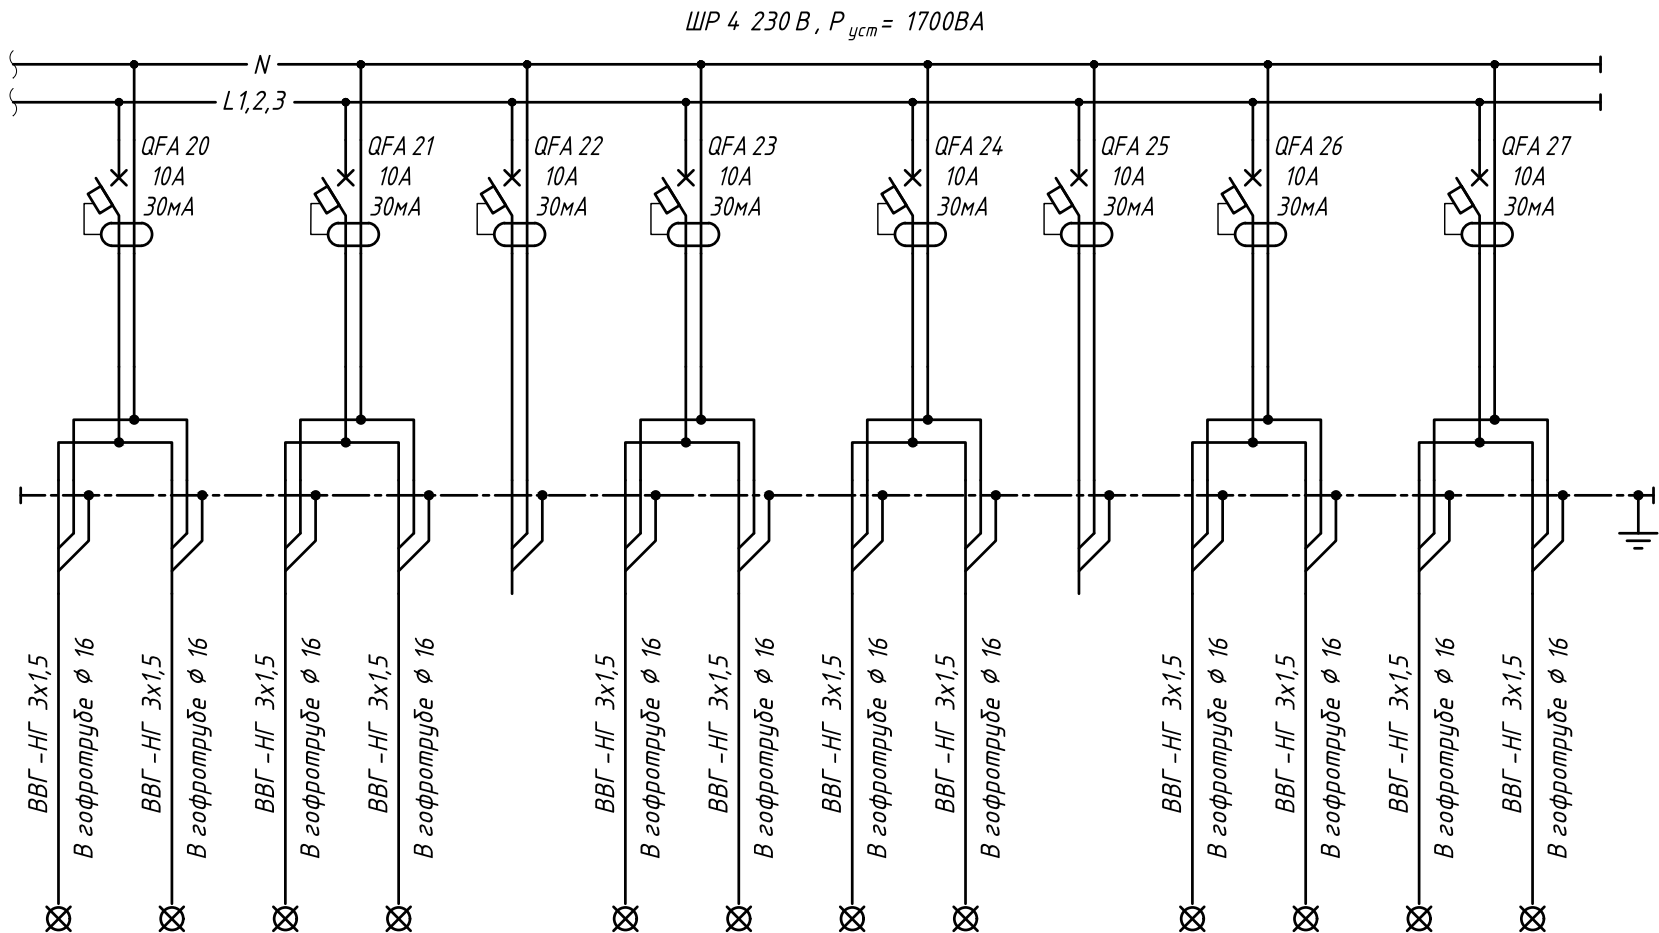 ШР 4 230 В, Р уст = 1700ВА
N
L1,2,3
QFA 20
10А
30мА
QFA 21
10А
30мА
QFA 22
10А
30мА
QFA 23
10А
30мА
QFA 24
10А
30мА
QFA 25
10А
30мА
QFA 26
10А
30мА
QFA 27
10А
30мА
ВВГ-НГ 3х1,5
В гофротрубе ϕ 16
ВВГ-НГ 3х1,5
В гофротрубе ϕ 16
ВВГ-НГ 3х1,5
В гофротрубе ϕ 16
ВВГ-НГ 3х1,5
В гофротрубе ϕ 16
ВВГ-НГ 3х1,5
В гофротрубе ϕ 16
ВВГ-НГ 3х1,5
В гофротрубе ϕ 16
ВВГ-НГ 3х1,5
В гофротрубе ϕ 16
ВВГ-НГ 3х1,5
В гофротрубе ϕ 16
ВВГ-НГ 3х1,5
В гофротрубе ϕ 16
ВВГ-НГ 3х1,5
В гофротрубе ϕ 16
ВВГ-НГ 3х1,5
В гофротрубе ϕ 16
ВВГ-НГ 3х1,5
В гофротрубе ϕ 16